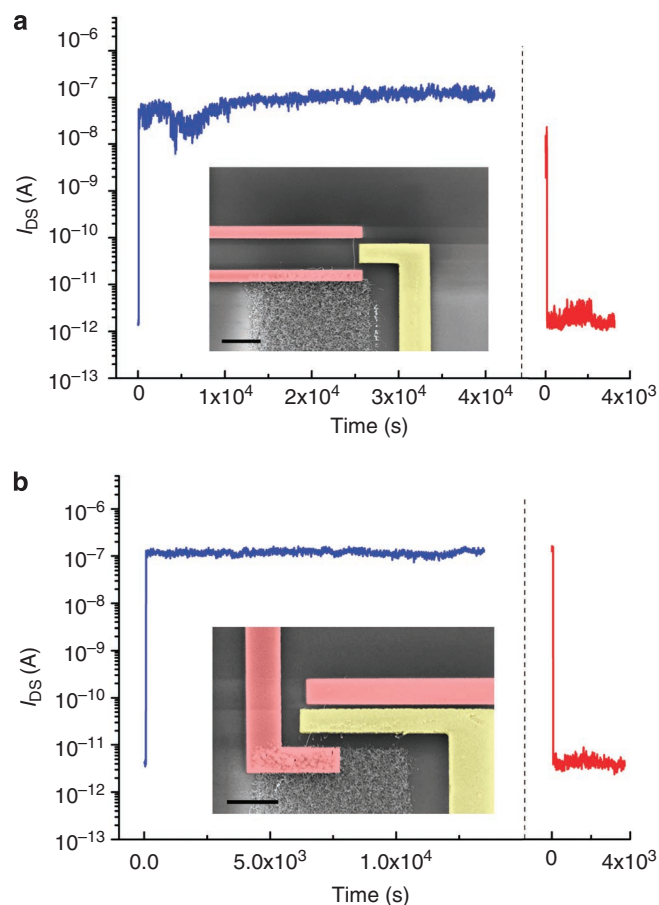 a
10⁻⁶
10⁻⁷
10⁻⁸
10⁻⁹
10⁻¹⁰
10⁻¹¹
10⁻¹²
10⁻¹³
I_DS (A)
0 1x10⁴ 2x10⁴ 3x10⁴ 4x10⁴ 0 4x10³
Time (s)
b
10⁻⁶
10⁻⁷
10⁻⁸
10⁻⁹
10⁻¹⁰
10⁻¹¹
10⁻¹²
10⁻¹³
I_DS (A)
0.0 5.0x10³ 1.0x10⁴ 0 4x10³
Time (s)